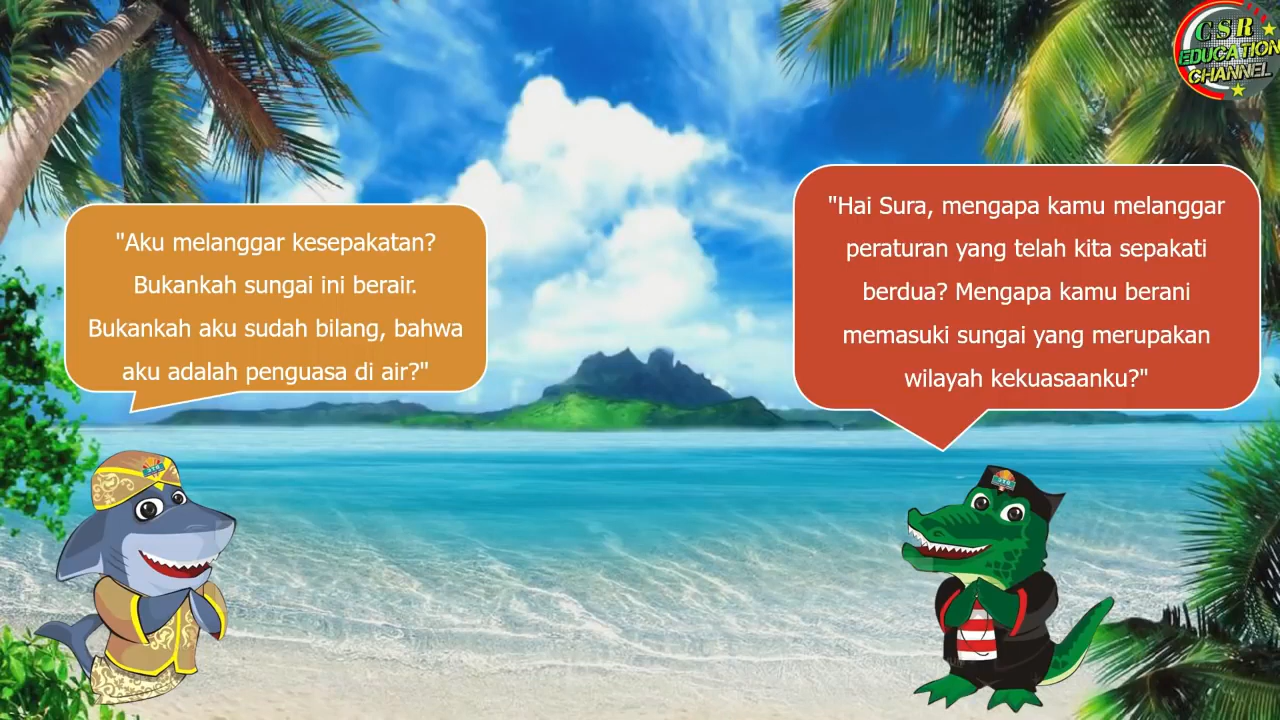 CSR
EDUCATION
CHANNEL
"Aku melanggar kesepakatan?
Bukankah sungai ini berair.
Bukankah aku sudah bilang, bahwa
aku adalah penguasa di air?"
"Hai Sura, mengapa kamu melanggar
peraturan yang telah kita sepakati
berdua? Mengapa kamu berani
memasuki sungai yang merupakan
wilayah kekuasaanku?"